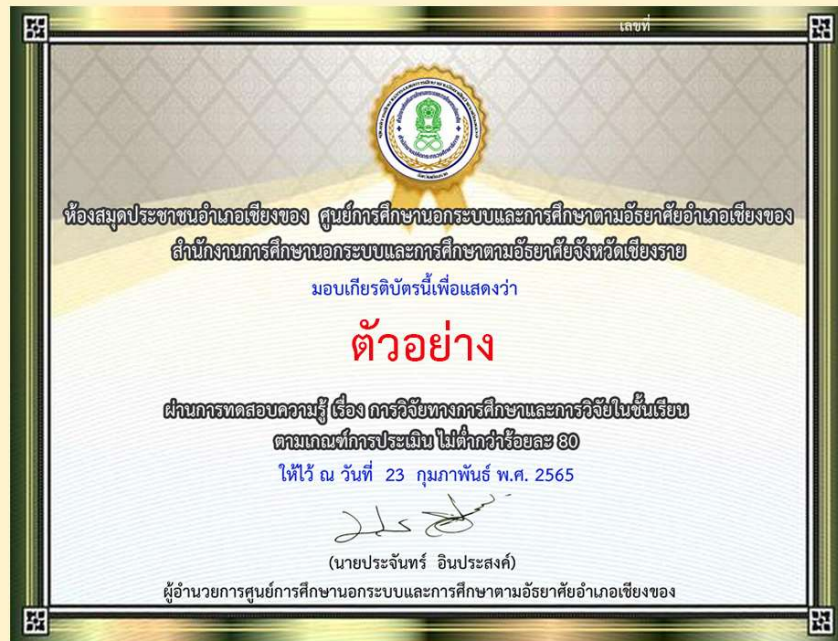 เลขที่
ห้องสมุดประชาชนอำเภอเชียงของ ศูนย์การศึกษานอกระบบและการศึกษาตามอัธยาศัยอำเภอเชียงของ
สำนักงานการศึกษานอกระบบและการศึกษาตามอัธยาศัยจังหวัดเชียงราย
มอบเกียรติบัตรนี้เพื่อแสดงว่า
ตัวอย่าง
ผ่านการทดสอบความรู้ เรื่อง การวิจัยทางการศึกษาและการวิจัยในชั้นเรียน
ตามเกณฑ์การประเมิน ไม่ต่ำกว่าร้อยละ 80
ให้ไว้ ณ วันที่ 23 กุมภาพันธ์ พ.ศ. 2565
(นายประจันทร์ อินประสงค์)
ผู้อำนวยการศูนย์การศึกษานอกระบบและการศึกษาตามอัธยาศัยอำเภอเชียงของ